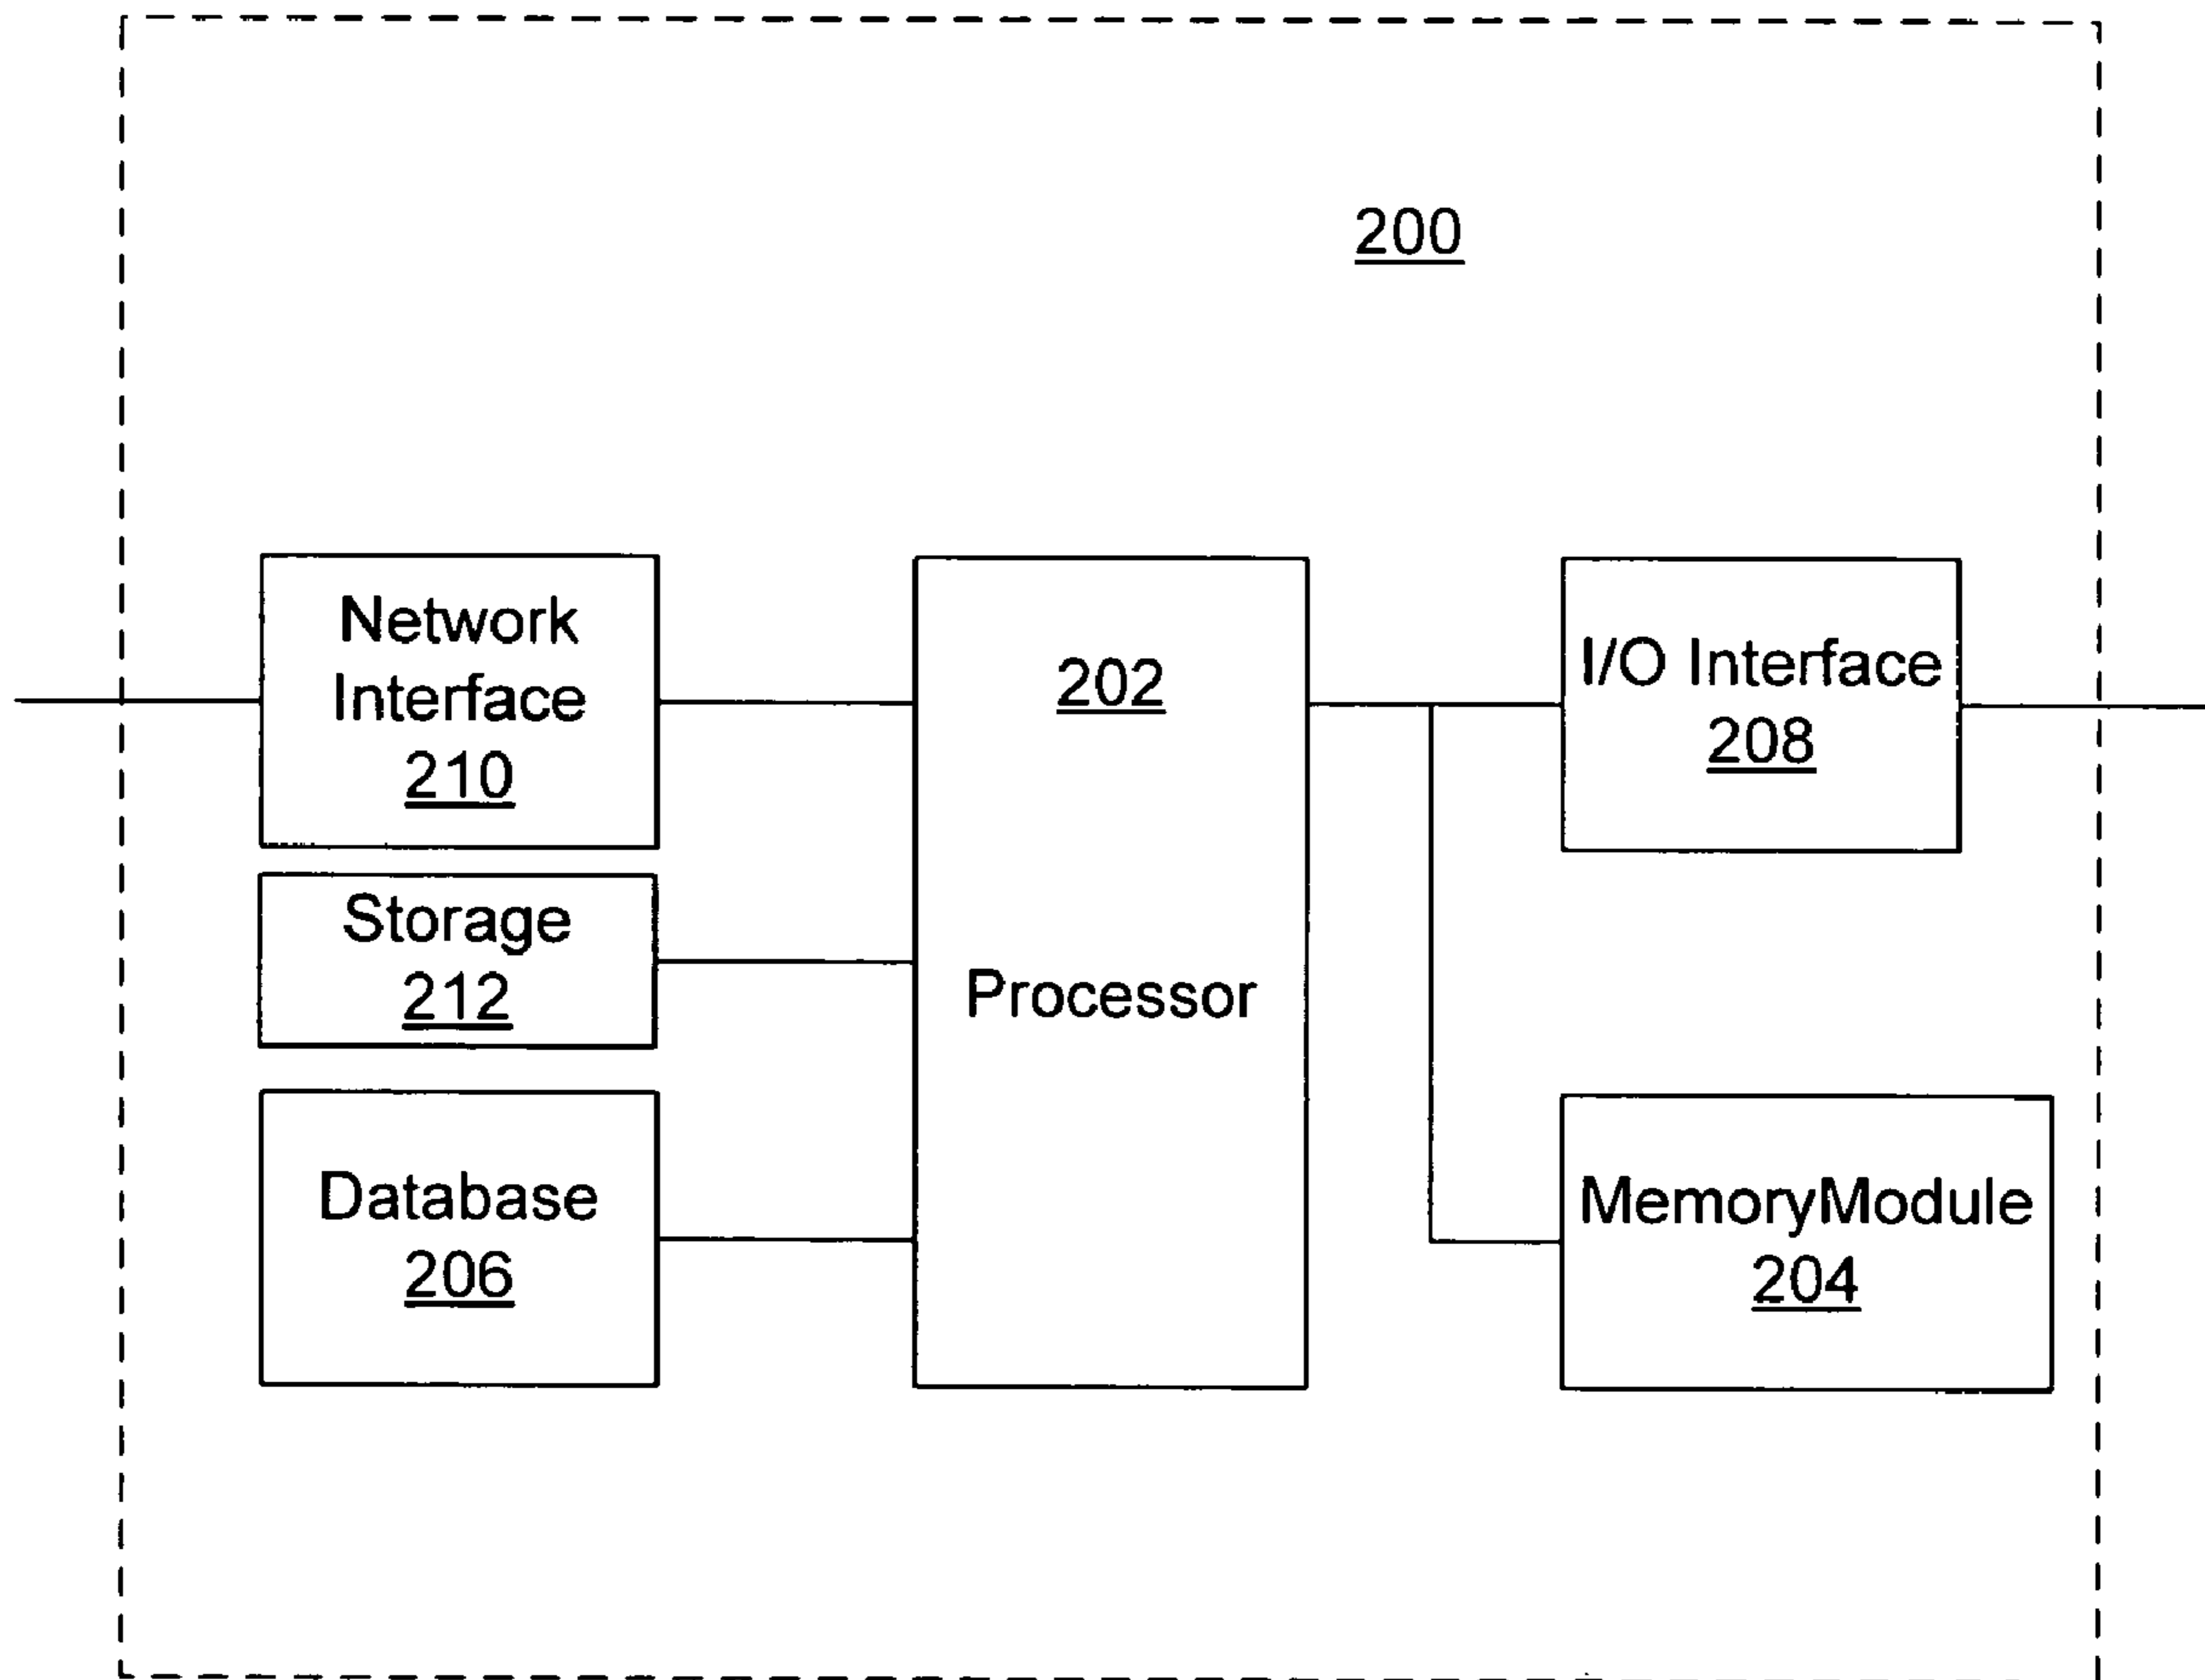 200
Network
Interface
210
Storage
212
Database
206
202
Processor
I/O Interface
208
MemoryModule
204